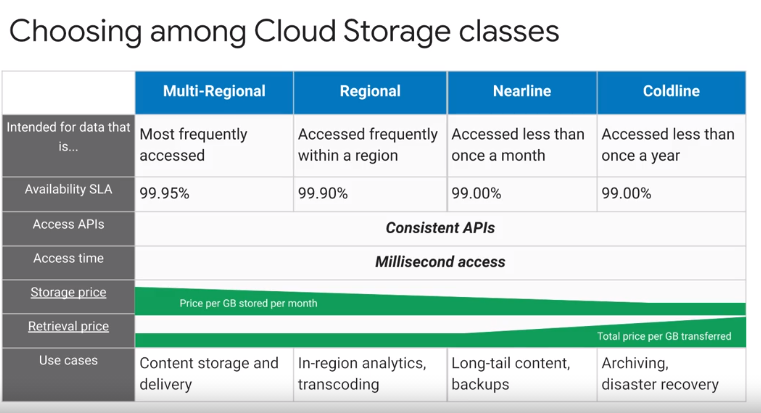 Choosing among Cloud Storage classes
Multi-Regional
Regional
Nearline
Coldline
Intended for data that
is...
Most frequently
accessed
Accessed frequently
within a region
Accessed less than
once a month
Accessed less than
once a year
Availability SLA
99.95%
99.90%
99.00%
99.00%
Access APIs
Consistent APIs
Access time
Millisecond access
Storage price
Price per GB stored per month
Retrieval price
Total price per GB transferred
Use cases
Content storage and
delivery
In-region analytics,
transcoding
Long-tail content,
backups
Archiving,
disaster recovery